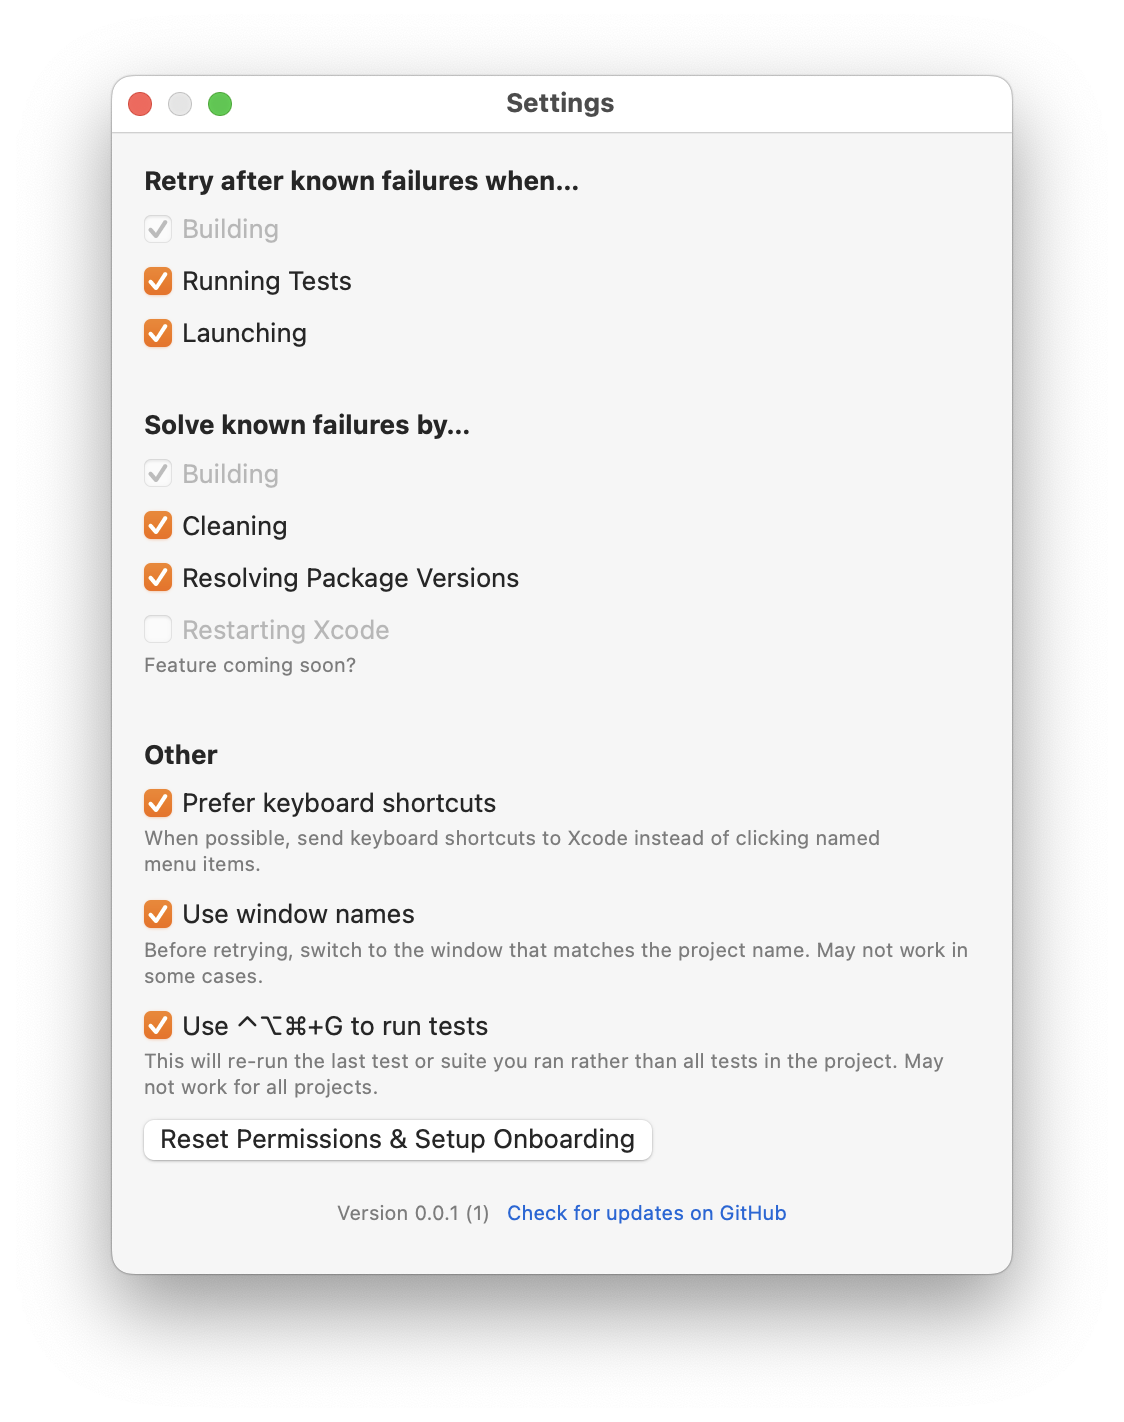 Settings
Retry after known failures when...
Building
Running Tests
Launching
Solve known failures by...
Building
Cleaning
Resolving Package Versions
Restarting Xcode
Feature coming soon?
Other
Prefer keyboard shortcuts
When possible, send keyboard shortcuts to Xcode instead of clicking named
menu items.
Use window names
Before retrying, switch to the window that matches the project name. May not work in
some cases.
Use ⌃⌥⌘+G to run tests
This will re-run the last test or suite you ran rather than all tests in the project. May
not work for all projects.
Reset Permissions & Setup Onboarding
Version 0.0.1 (1) Check for updates on GitHub